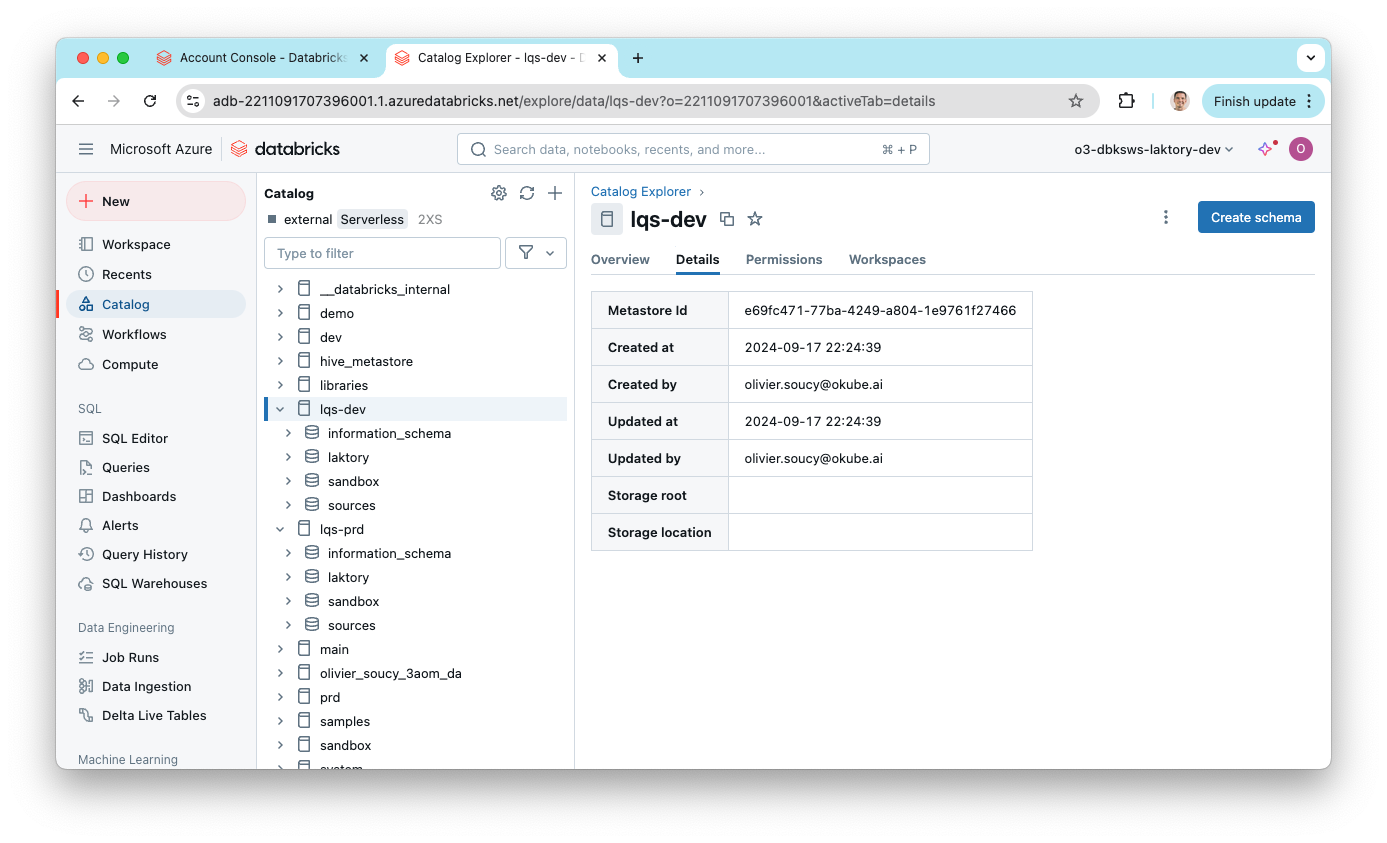 Account Console - Databricks
Catalog Explorer - lqs-dev - D
adb-2211091707396001.1.azuredatabricks.net/explore/data/lqs-dev?o=2211091707396001&activeTab=details
Finish update
Microsoft Azure
databricks
Search data, notebooks, recents, and more...
⌘ + P
o3-dbksws-laktory-dev
O
New
Workspace
Recents
Catalog
Workflows
Compute
SQL
SQL Editor
Queries
Dashboards
Alerts
Query History
SQL Warehouses
Data Engineering
Job Runs
Data Ingestion
Delta Live Tables
Machine Learning
Catalog
external Serverless 2XS
Type to filter
__databricks_internal
demo
dev
hive_metastore
libraries
lqs-dev
information_schema
laktory
sandbox
sources
lqs-prd
information_schema
laktory
sandbox
sources
main
olivier_soucy_3aom_da
prd
samples
sandbox
system
Catalog Explorer ›
lqs-dev
Create schema
Overview Details Permissions Workspaces
Metastore Id e69fc471-77ba-4249-a804-1e9761f27466
Created at 2024-09-17 22:24:39
Created by olivier.soucy@okube.ai
Updated at 2024-09-17 22:24:39
Updated by olivier.soucy@okube.ai
Storage root
Storage location